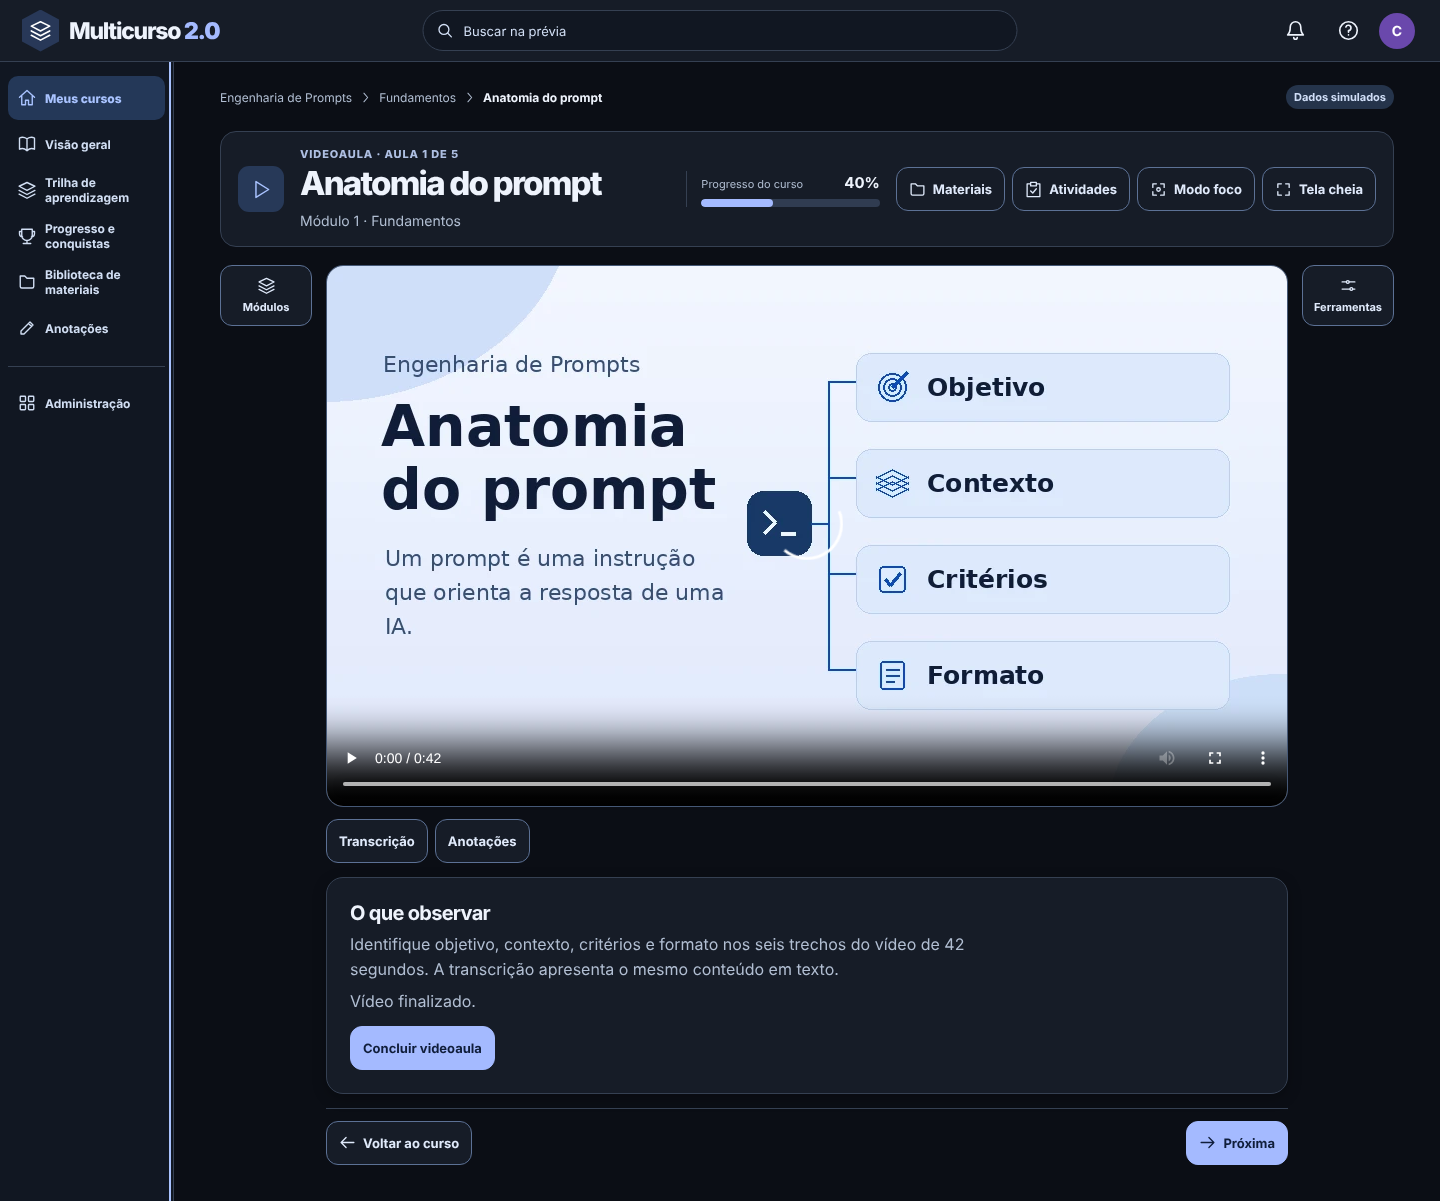 Multicurso 2.0
Buscar na prévia
C
Meus cursos
Visão geral
Trilha de
aprendizagem
Progresso e
conquistas
Biblioteca de
materiais
Anotações
Administração
Engenharia de Prompts
Fundamentos
Anatomia do prompt
Dados simulados
VIDEOAULA · AULA 1 DE 5
Anatomia do prompt
Módulo 1 · Fundamentos
Progresso do curso
40%
Materiais
Atividades
Modo foco
Tela cheia
Módulos
Ferramentas
Engenharia de Prompts
Anatomia
do prompt
Um prompt é uma instrução
que orienta a resposta de uma
IA.
Objetivo
Contexto
Critérios
Formato
0:00 / 0:42
Transcrição
Anotações
O que observar
Identifique objetivo, contexto, critérios e formato nos seis trechos do vídeo de 42
segundos. A transcrição apresenta o mesmo conteúdo em texto.
Vídeo finalizado.
Concluir videoaula
Voltar ao curso
Próxima